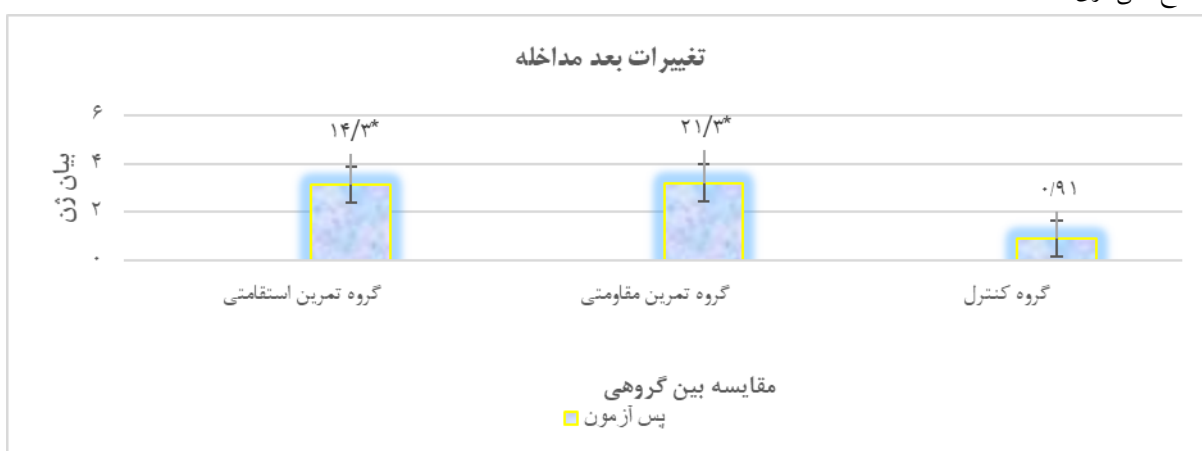 تغییرات بعد مداخله
بیان ژن
۶
۴
۲
۰
۱۴/۳*
۲۱/۳*
۰/۹۱
گروه تمرین استقامتی
گروه تمرین مقاومتی
گروه کنترل
مقایسه بین گروهی
پس آزمون